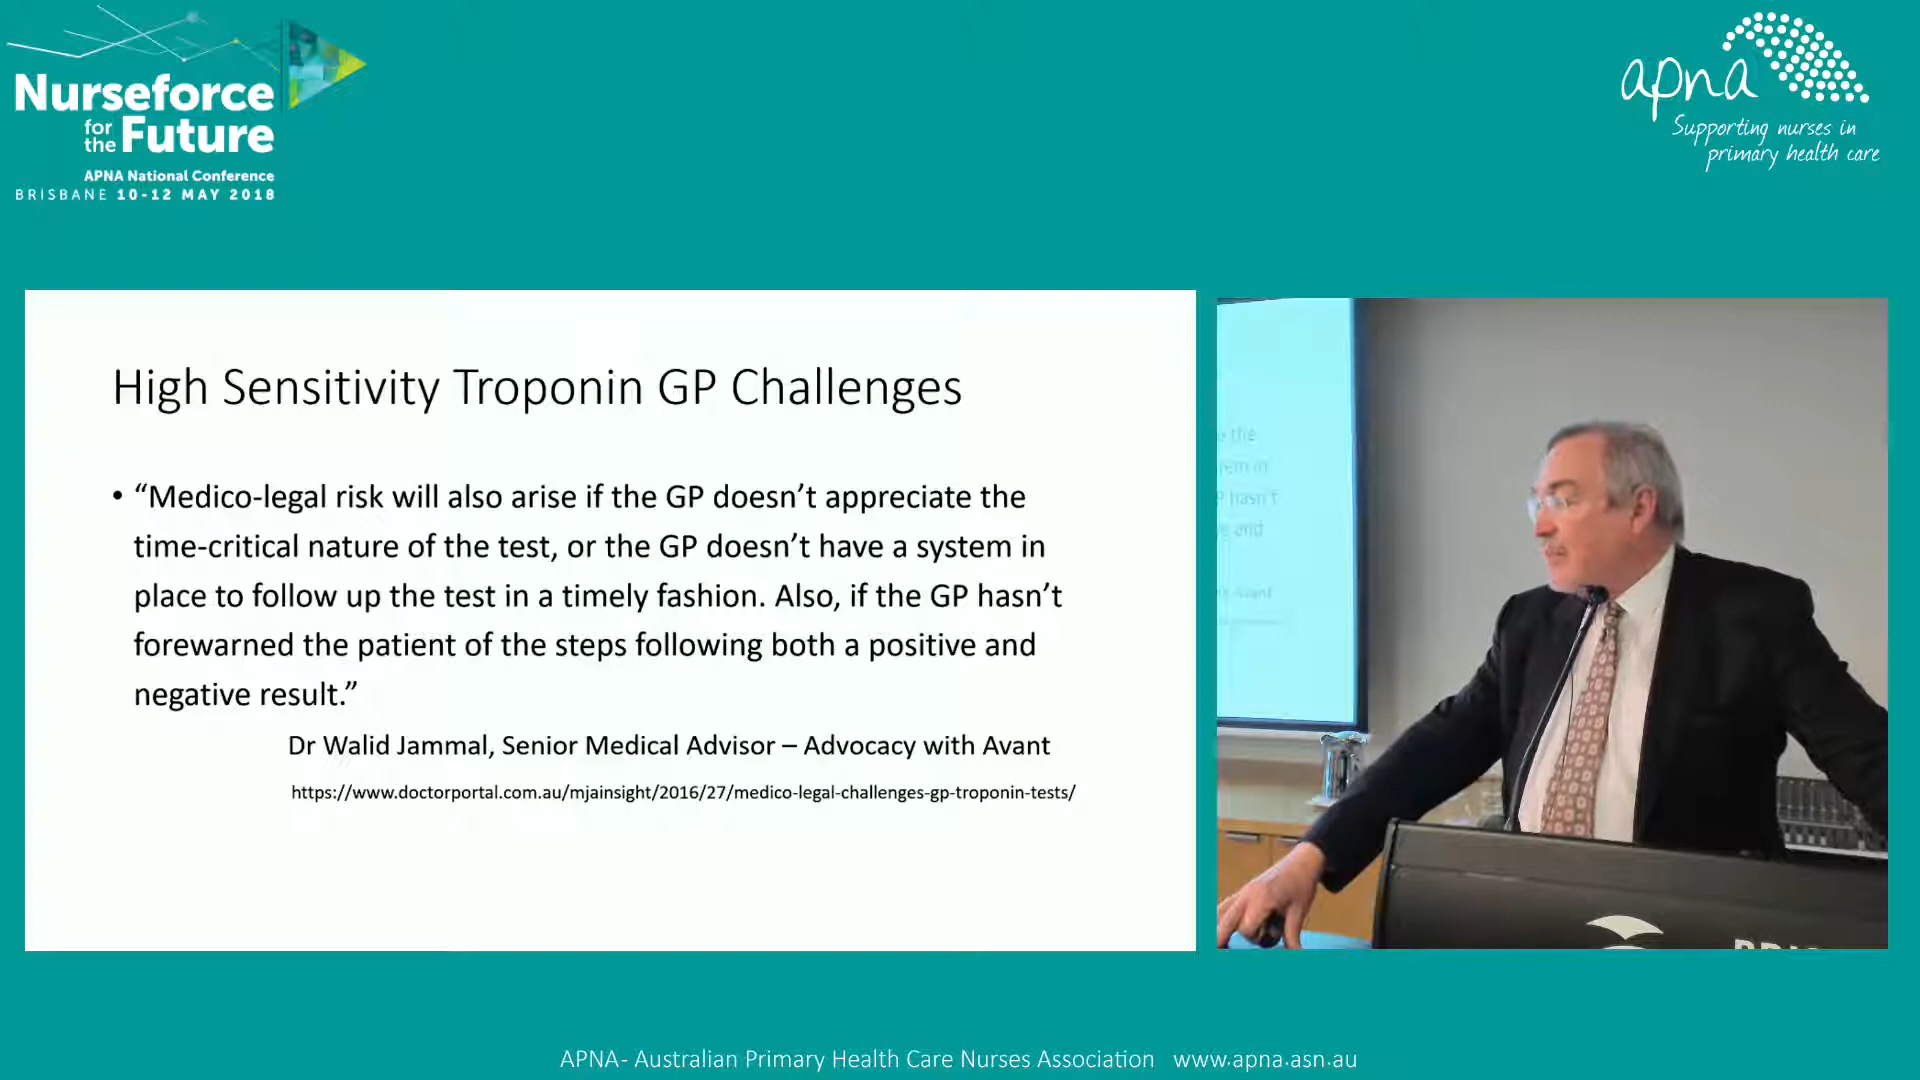 Nurseforce
for the Future
APNA National Conference
BRISBANE 10-12 MAY 2018
apna
Supporting nurses in
primary health care
High Sensitivity Troponin GP Challenges
• “Medico-legal risk will also arise if the GP doesn’t appreciate the
time-critical nature of the test, or the GP doesn’t have a system in
place to follow up the test in a timely fashion. Also, if the GP hasn’t
forewarned the patient of the steps following both a positive and
negative result.”
Dr Walid Jammal, Senior Medical Advisor – Advocacy with Avant
https://www.doctorportal.com.au/mjainsight/2016/27/medico-legal-challenges-gp-troponin-tests/
the
hasn't
and
Avant
APNA- Australian Primary Health Care Nurses Association www.apna.asn.au